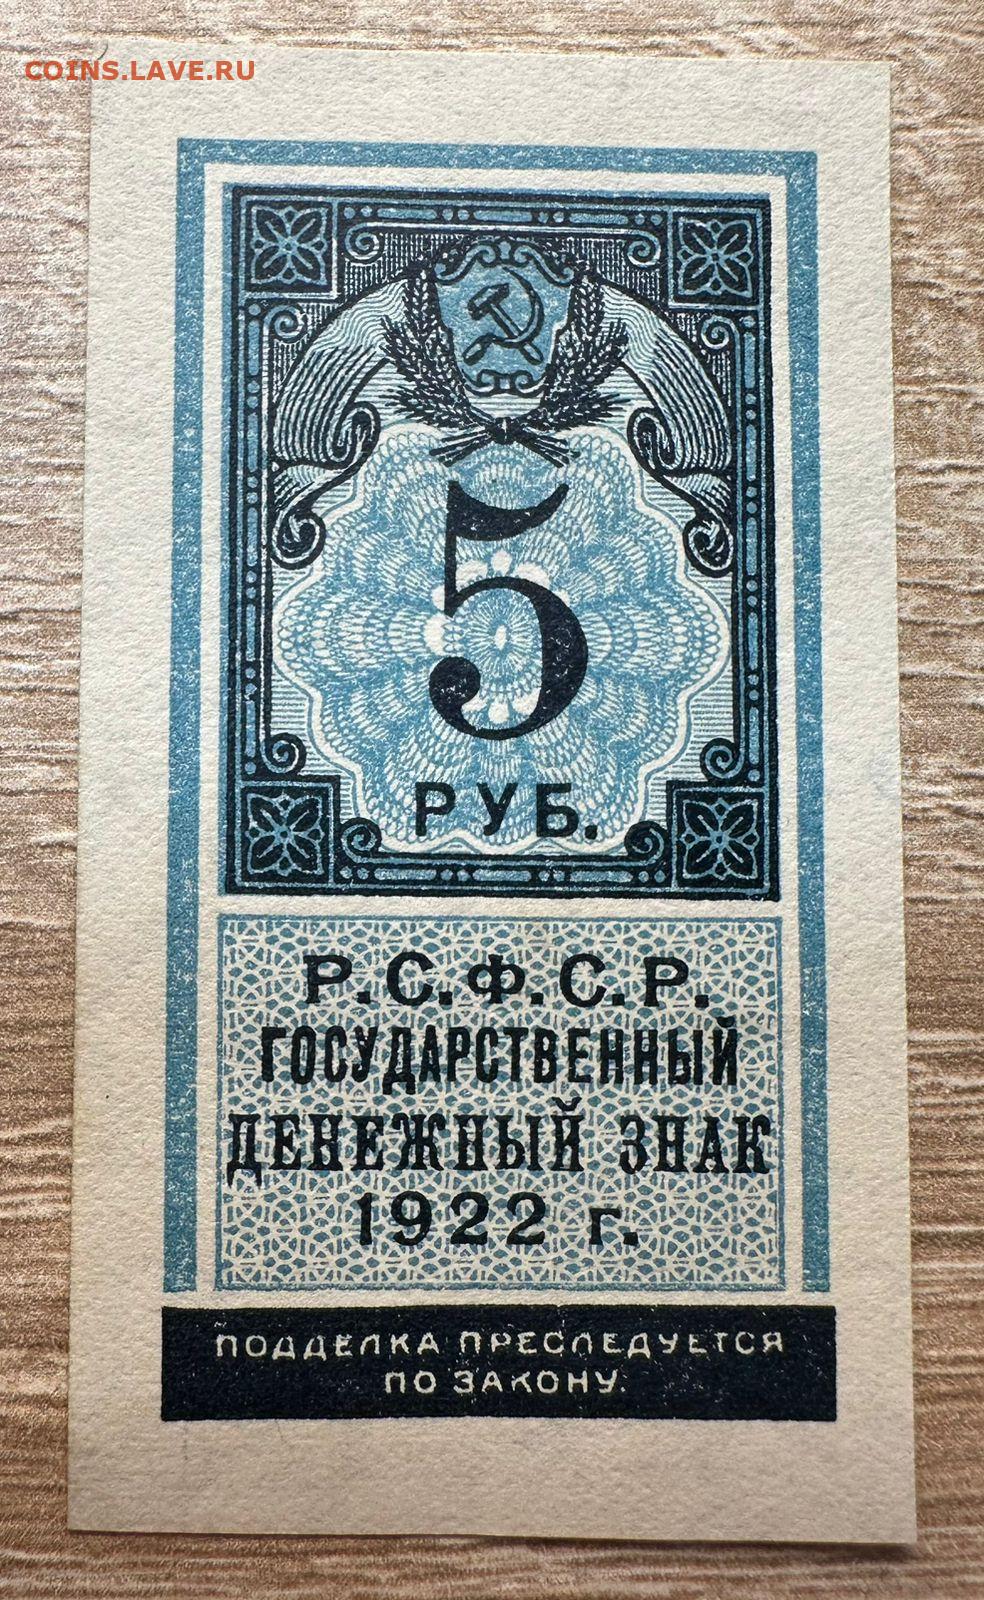 COINS.LAVE.RU
5
РУБ.
Р.С.Ф.С.Р.
ГОСУДАРСТВЕННЫЙ
ДЕНЕЖНЫЙ ЗНАК
1922 г.
ПОДДЕЛКА ПРЕСЛЕДУЕТСЯ
ПО ЗАКОНУ.